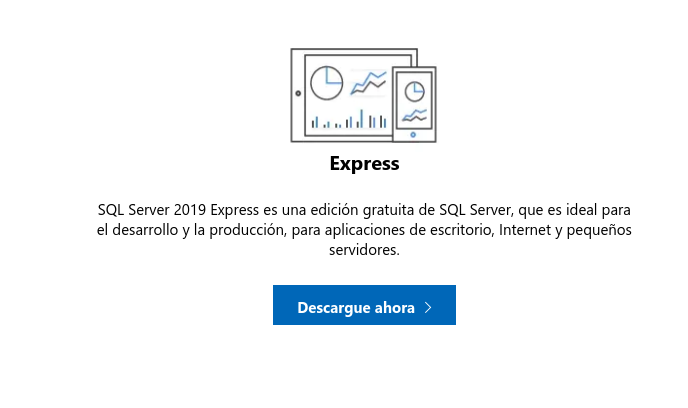 Express
SQL Server 2019 Express es una edición gratuita de SQL Server, que es ideal para
el desarrollo y la producción, para aplicaciones de escritorio, Internet y pequeños
servidores.
Descargue ahora